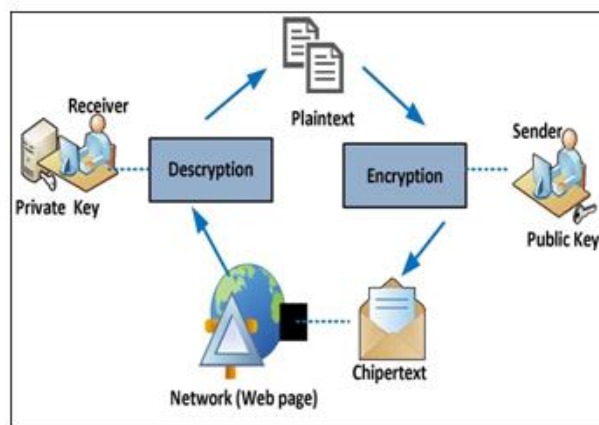 Plaintext
Receiver
Sender
Descryption
Encryption
Private Key
Public Key
Chipertext
Network (Web page)